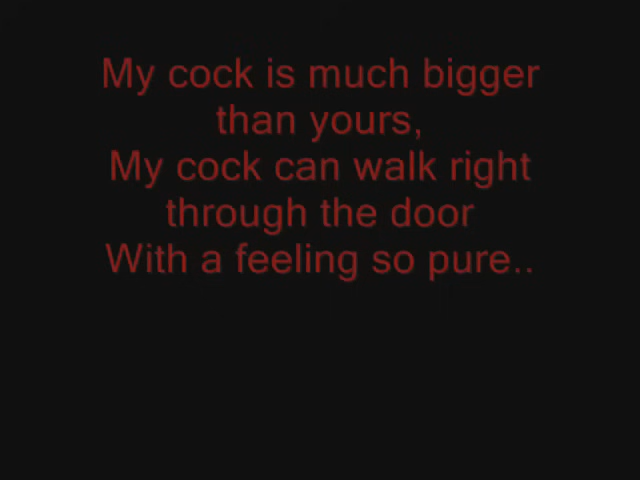 My cock is much bigger
than yours,
My cock can walk right
through the door
With a feeling so pure..